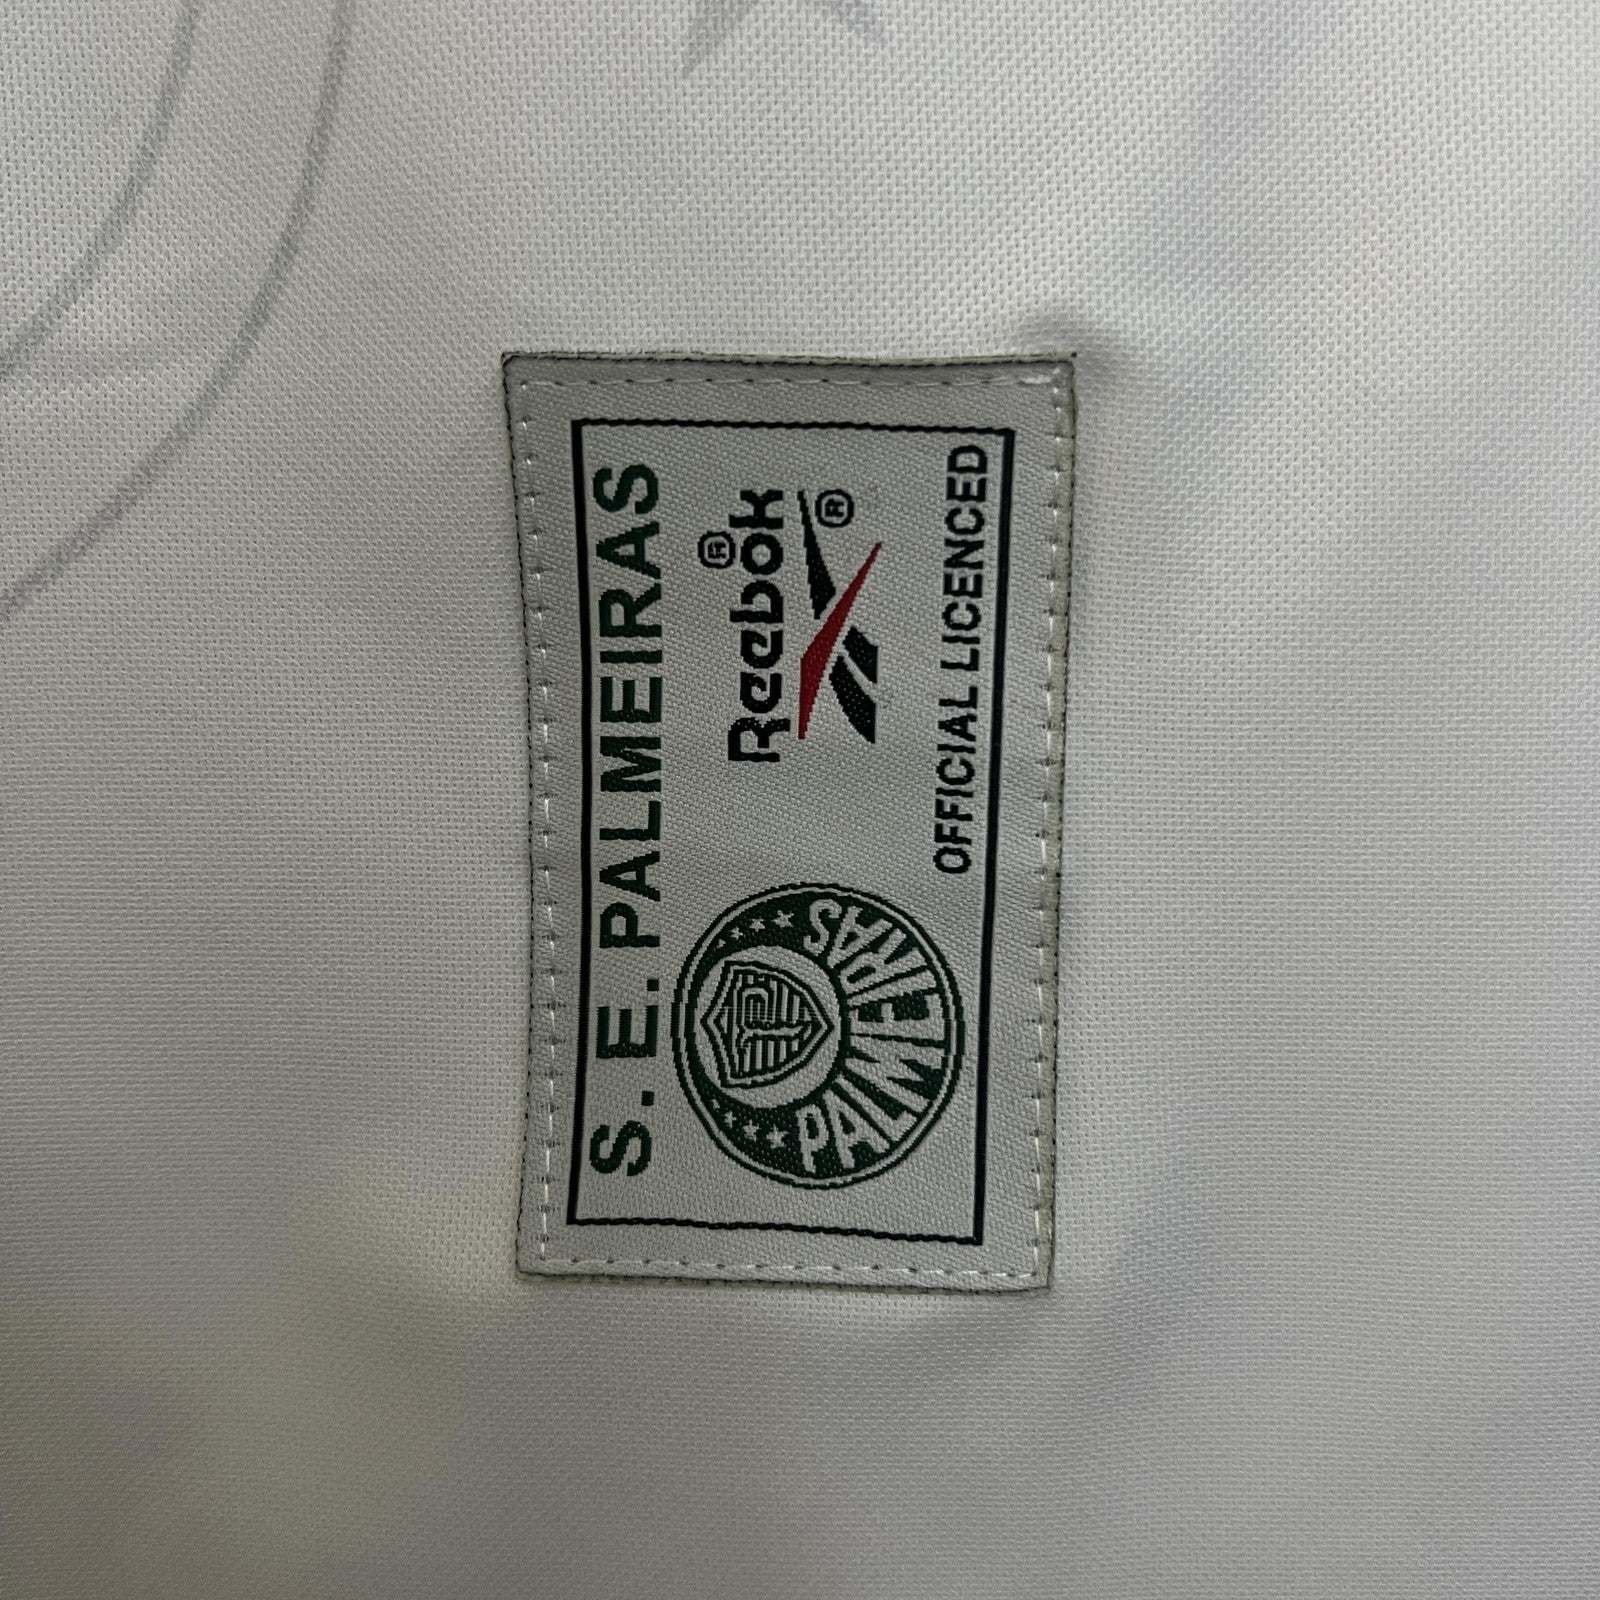 S. E. PALMEIRAS
Reebok®
®
PALMEIRAS
P
OFFICIAL LICENCED